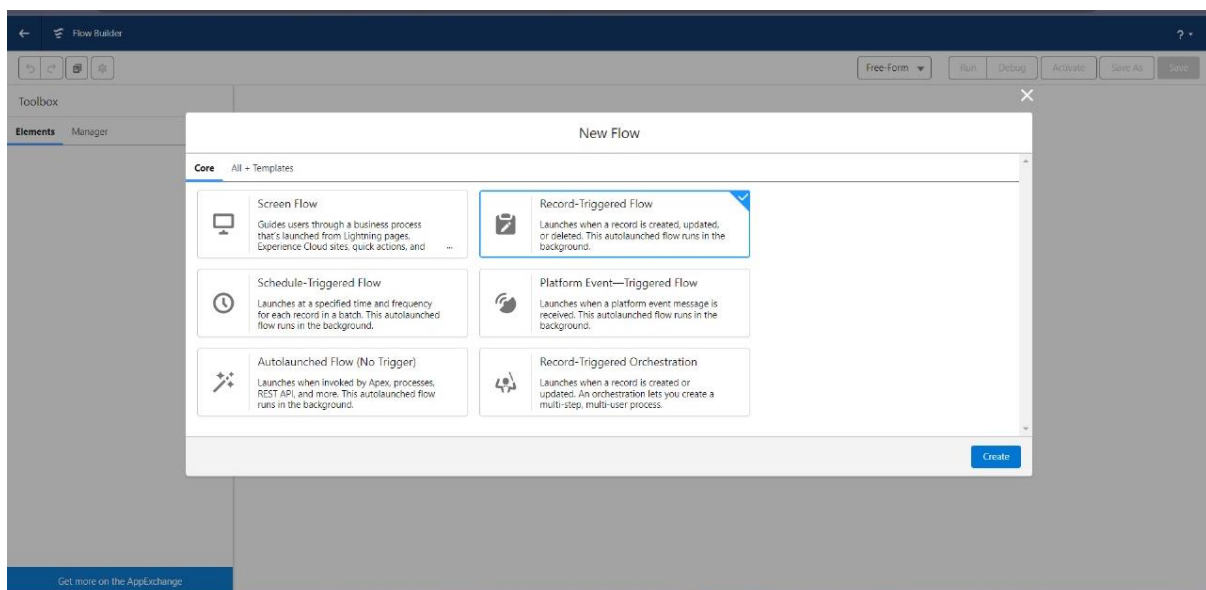 Flow Builder
?
Free-Form
Run
Debug
Activate
Save As
Save
Toolbox
Elements
Manager
New Flow
Core
All + Templates
Screen Flow
Guides users through a business process
that's launched from Lightning pages,
Experience Cloud sites, quick actions, and ...
Record-Triggered Flow
Launches when a record is created, updated,
or deleted. This autolaunched flow runs in the
background.
Schedule-Triggered Flow
Launches at a specified time and frequency
for each record in a batch. This autolaunched
flow runs in the background.
Platform Event—Triggered Flow
Launches when a platform event message is
received. This autolaunched flow runs in the
background.
Autolaunched Flow (No Trigger)
Launches when invoked by Apex, processes,
REST API, and more. This autolaunched flow
runs in the background.
Record-Triggered Orchestration
Launches when a record is created or
updated. An orchestration lets you create a
multi-step, multi-user process.
Create
Get more on the AppExchange